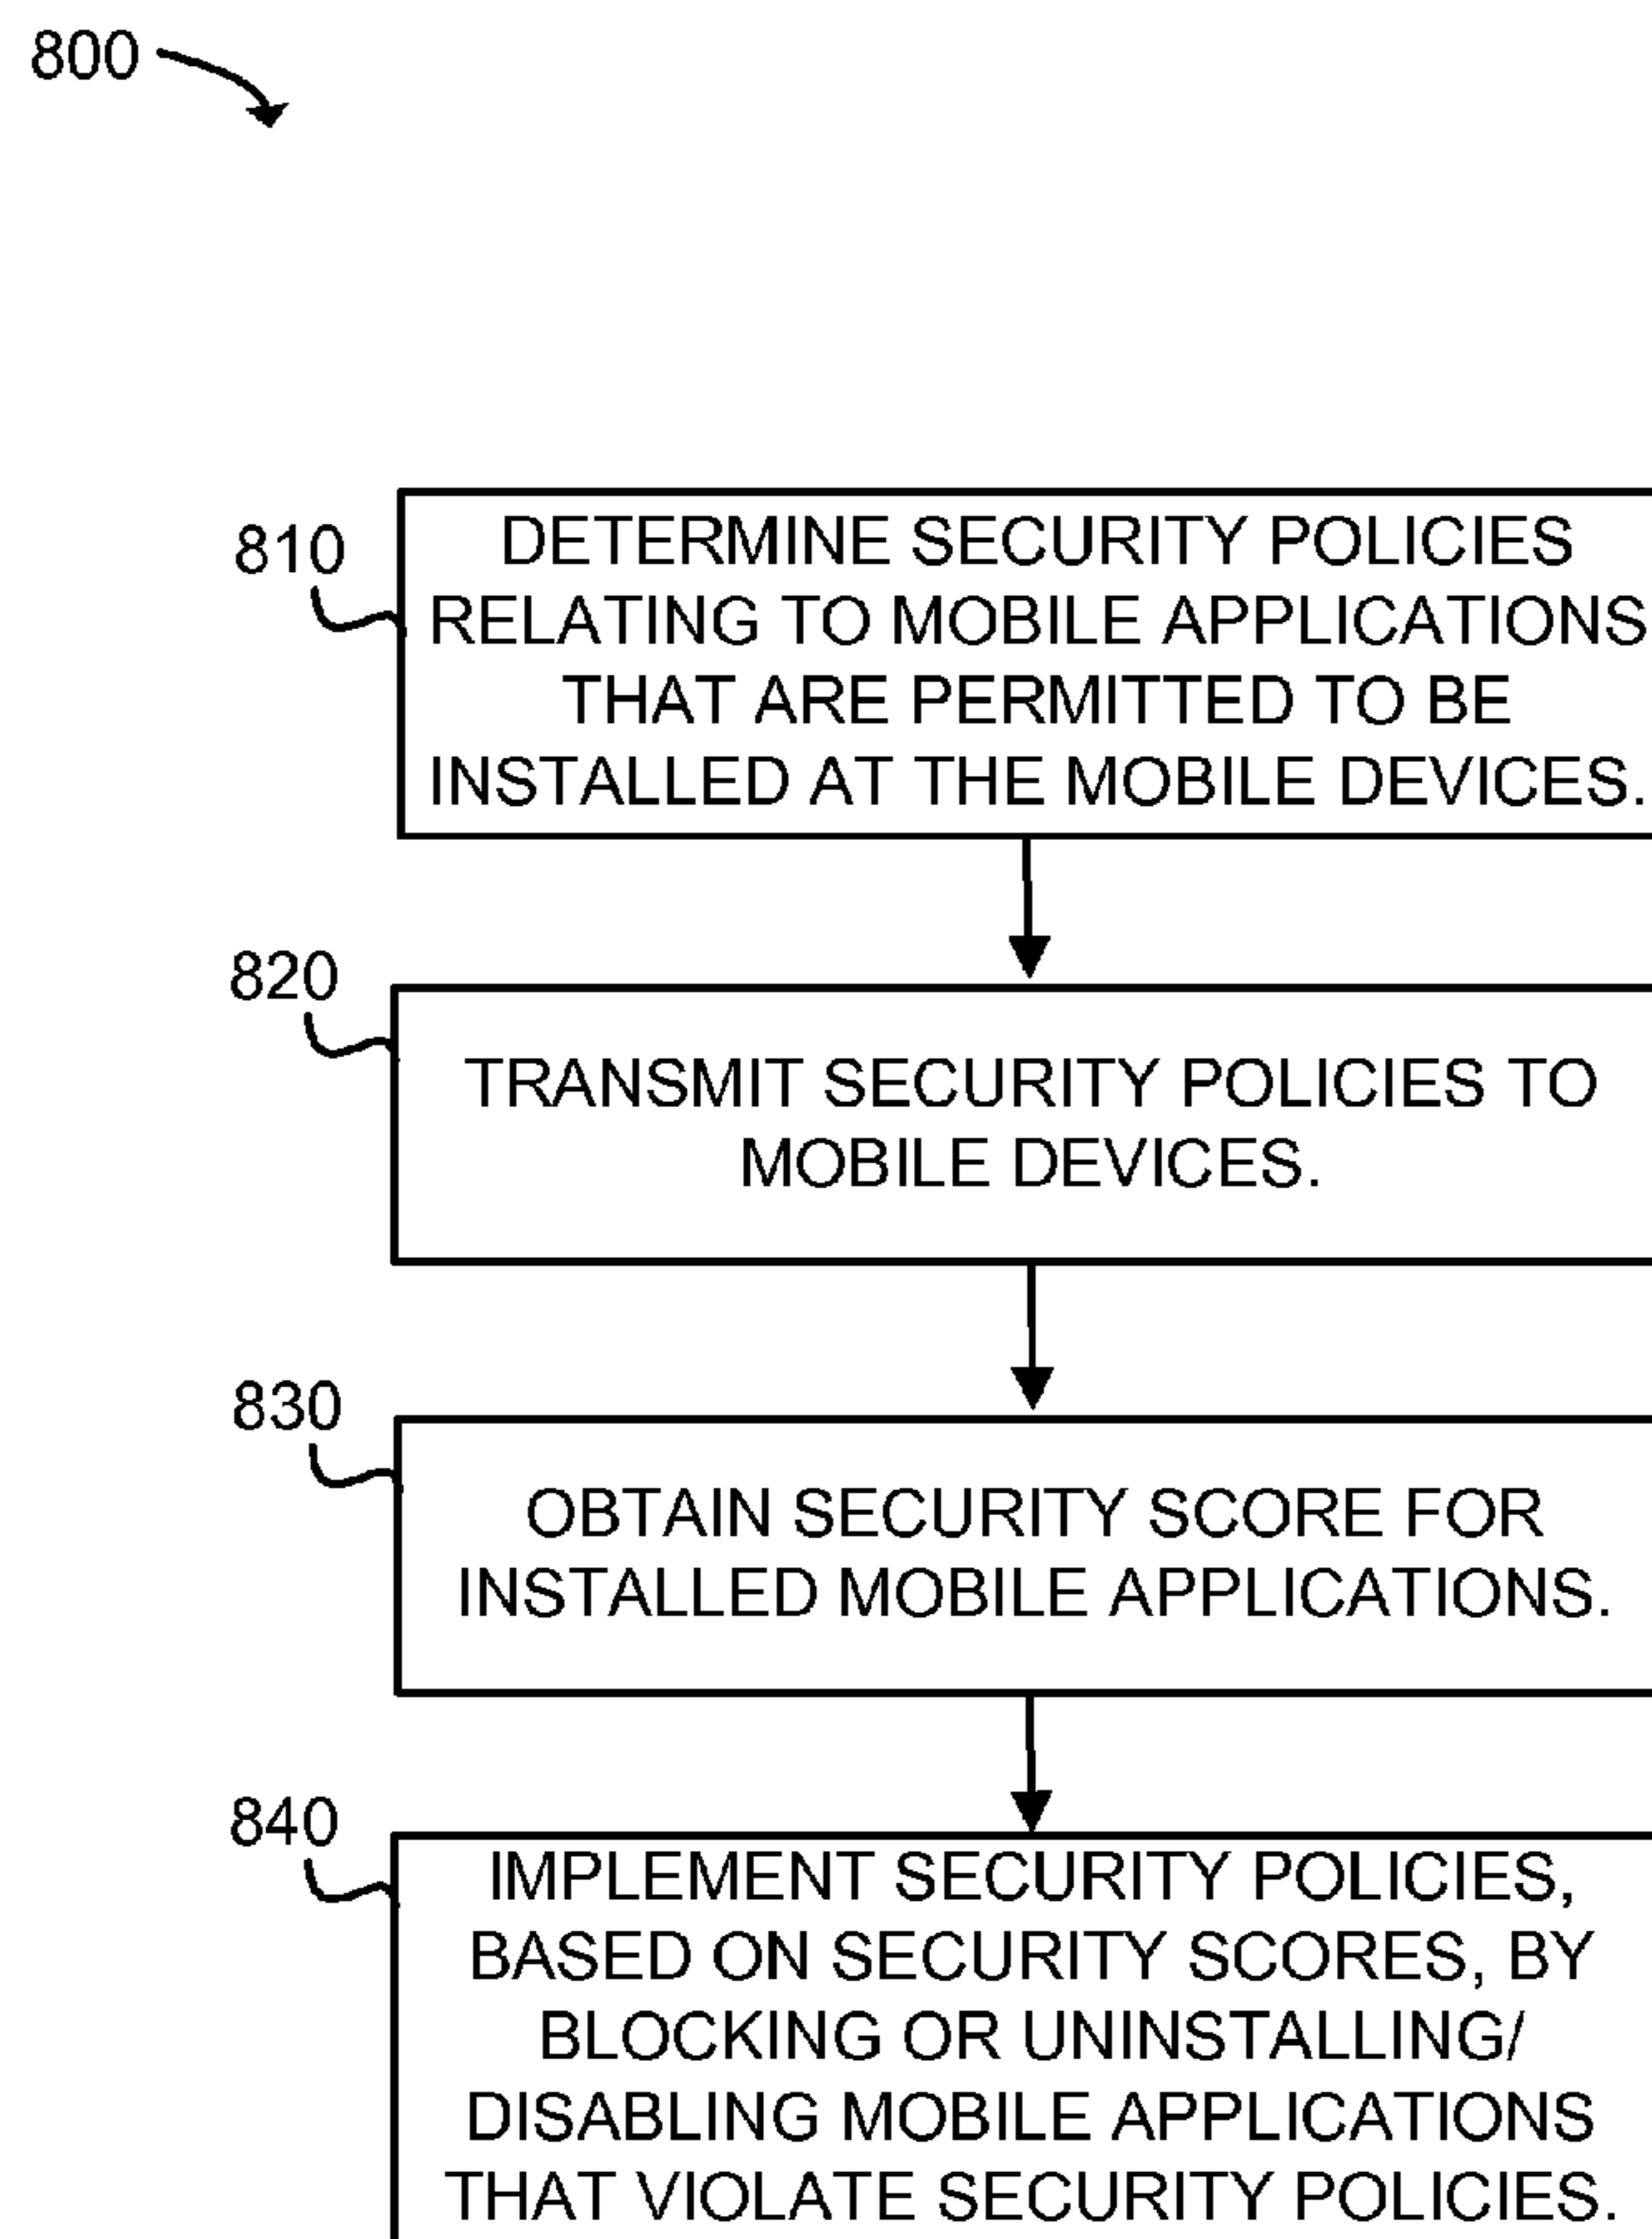 800
810
DETERMINE SECURITY POLICIES
RELATING TO MOBILE APPLICATIONS
THAT ARE PERMITTED TO BE
INSTALLED AT THE MOBILE DEVICES.
820
TRANSMIT SECURITY POLICIES TO
MOBILE DEVICES.
830
OBTAIN SECURITY SCORE FOR
INSTALLED MOBILE APPLICATIONS.
840
IMPLEMENT SECURITY POLICIES,
BASED ON SECURITY SCORES, BY
BLOCKING OR UNINSTALLING/
DISABLING MOBILE APPLICATIONS
THAT VIOLATE SECURITY POLICIES.